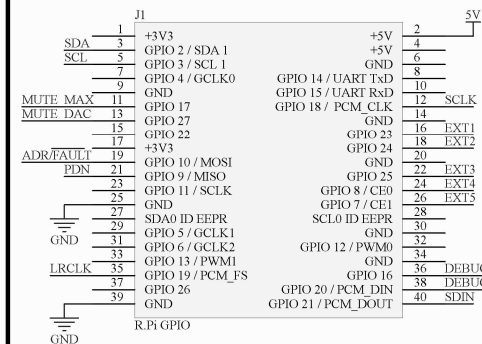 J1 5V
1 +3V3 +5V 2
SDA 3 GPIO 2 / SDA 1 +5V 4
SCL 5 GPIO 3 / SCL 1 GND 6
7 GPIO 4 / GCLK0 GPIO 14 / UART TxD 8
9 GND GPIO 15 / UART RxD 10
MUTE MAX 11 GPIO 17 GPIO 18 / PCM_CLK 12 SCLK
MUTE DAC 13 GPIO 27 GND 14
15 GPIO 22 GPIO 23 16 EXT1
17 +3V3 GPIO 24 18 EXT2
ADR/FAULT 19 GPIO 10 / MOSI GND 20
PDN 21 GPIO 9 / MISO GPIO 25 22 EXT3
23 GPIO 11 / SCLK GPIO 8 / CE0 24 EXT4
25 GND GPIO 7 / CE1 26 EXT5
27 SDA0 ID EEPR SCL0 ID EEPR 28
GND 29 GPIO 5 / GCLK1 GND 30
31 GPIO 6 / GCLK2 GPIO 12 / PWM0 32
33 GPIO 13 / PWM1 GND 34
LRCLK 35 GPIO 19 / PCM_FS GPIO 16 36 DEBUG
37 GPIO 26 GPIO 20 / PCM_DIN 38 DEBUG
39 GND GPIO 21 / PCM_DOUT 40 SDIN
R.Pi GPIO
GND